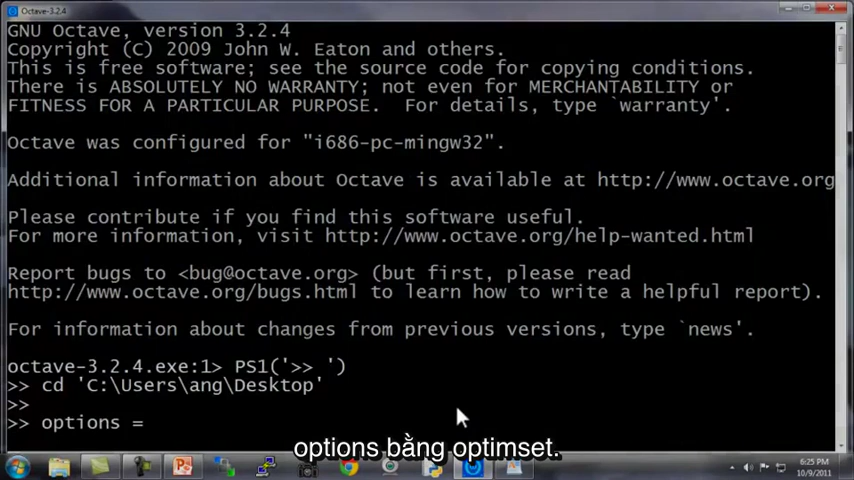 GNU Octave, version 3.2.4
Copyright (C) 2009 John W. Eaton and others.
This is free software; see the source code for copying conditions.
There is ABSOLUTELY NO WARRANTY; not even for MERCHANTABILITY or
FITNESS FOR A PARTICULAR PURPOSE.  For details, type `warranty'.
Octave was configured for "i686-pc-mingw32".
Additional information about Octave is available at http://www.octave.org
Please contribute if you find this software useful.
For more information, visit http://www.octave.org/help-wanted.html
Report bugs to <bug@octave.org> (but first, please read
http://www.octave.org/bugs.html to learn how to write a helpful report).
For information about changes from previous versions, type `news'.
octave-3.2.4.exe:1> PS1('>> ')
>> cd 'C:\Users\ang\Desktop'
>>
>> options =
options bằng optimset.
6:25 PM
10/9/2011